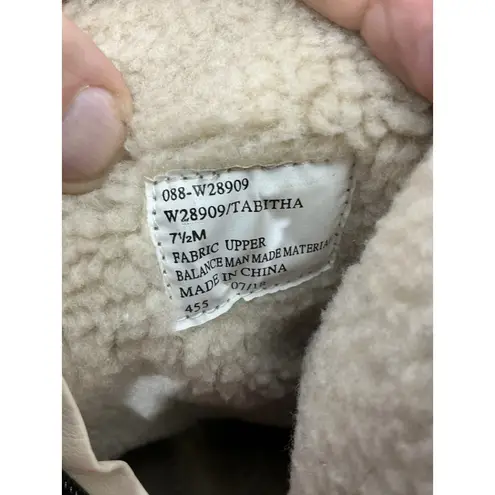 088-W28909
W28909/TABITHA
7½M
FABRIC UPPER
BALANCE MAN MADE MATERIA
MADE IN CHINA
455